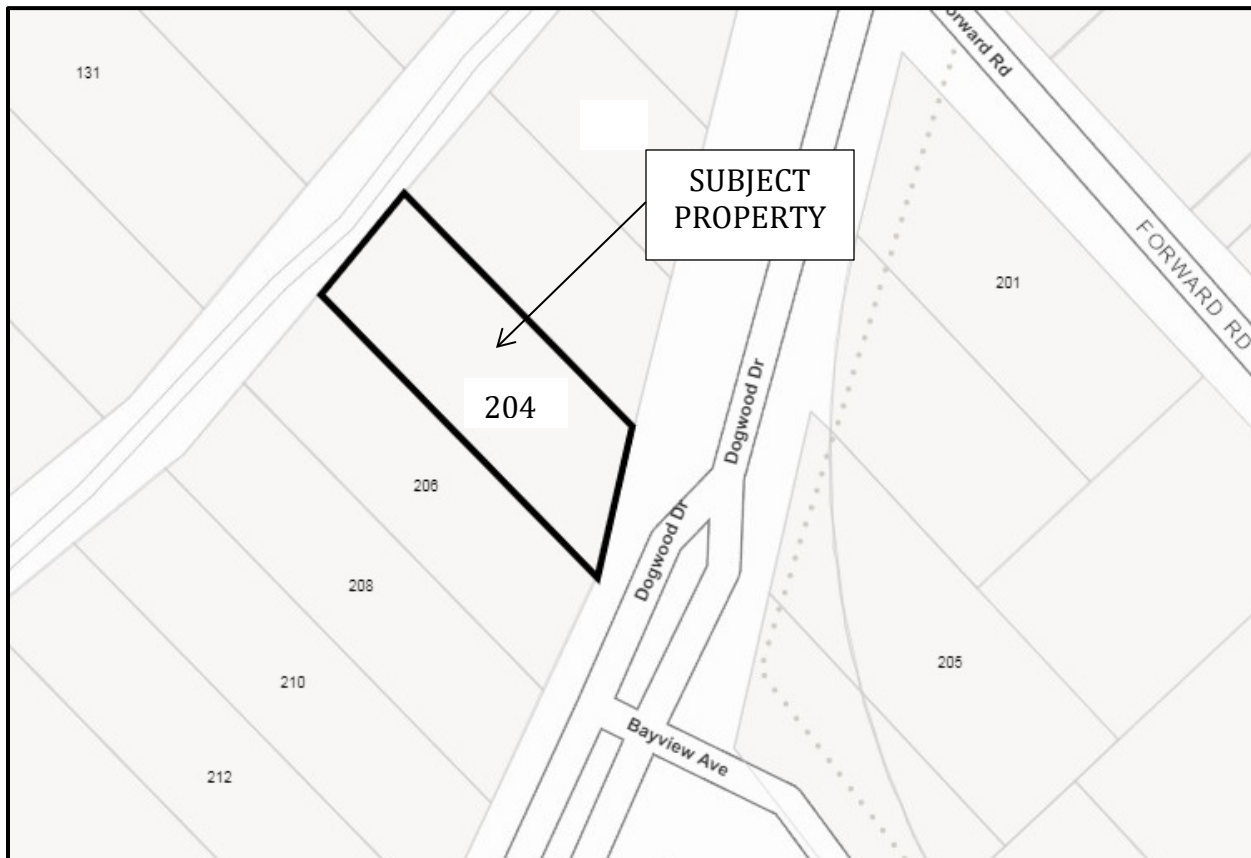 orward Rd
131
SUBJECT
PROPERTY
FORWARD RD
201
Dogwood Dr
204
206
Dogwood Dr
208
205
210
Bayview Ave
212